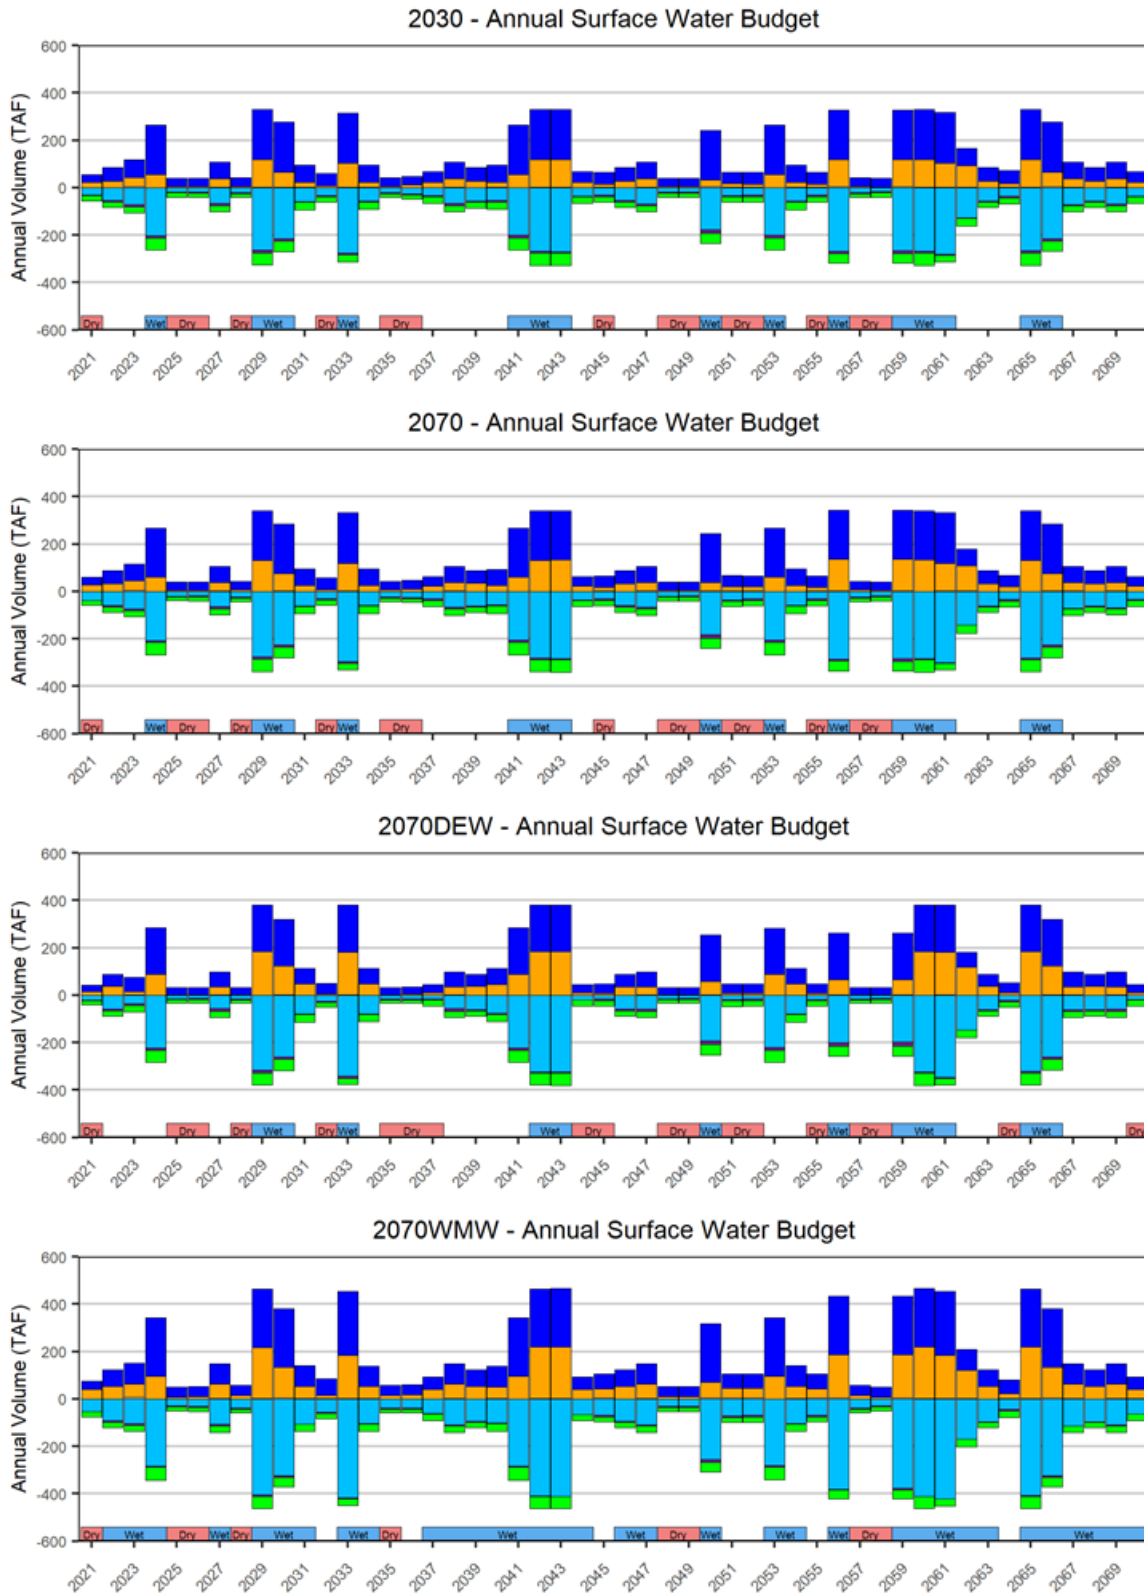 2030 - Annual Surface Water Budget
Annual Volume (TAF)
600
400
200
0
-200
-400
-600
Dry Wet Dry Dry Wet Dry Wet Dry Wet Dry Dry Wet Dry Wet Dry Wet Dry Wet Wet
2021 2023 2025 2027 2029 2031 2033 2035 2037 2039 2041 2043 2045 2047 2049 2051 2053 2055 2057 2059 2061 2063 2065 2067 2069
2070 - Annual Surface Water Budget
Annual Volume (TAF)
600
400
200
0
-200
-400
-600
Dry Wet Dry Dry Wet Dry Wet Dry Wet Dry Dry Wet Dry Wet Dry Wet Dry Wet Wet
2021 2023 2025 2027 2029 2031 2033 2035 2037 2039 2041 2043 2045 2047 2049 2051 2053 2055 2057 2059 2061 2063 2065 2067 2069
2070DEW - Annual Surface Water Budget
Annual Volume (TAF)
600
400
200
0
-200
-400
-600
Dry Dry Dry Wet Dry Wet Dry Wet Dry Dry Wet Dry Dry Wet Dry Wet Dry Wet Dry
2021 2023 2025 2027 2029 2031 2033 2035 2037 2039 2041 2043 2045 2047 2049 2051 2053 2055 2057 2059 2061 2063 2065 2067 2069
2070WMW - Annual Surface Water Budget
Annual Volume (TAF)
600
400
200
0
-200
-400
-600
Dry Wet Dry Wet Dry Wet Wet Dry Wet Wet Dry Wet Wet Wet Dry Wet Wet
2021 2023 2025 2027 2029 2031 2033 2035 2037 2039 2041 2043 2045 2047 2049 2051 2053 2055 2057 2059 2061 2063 2065 2067 2069